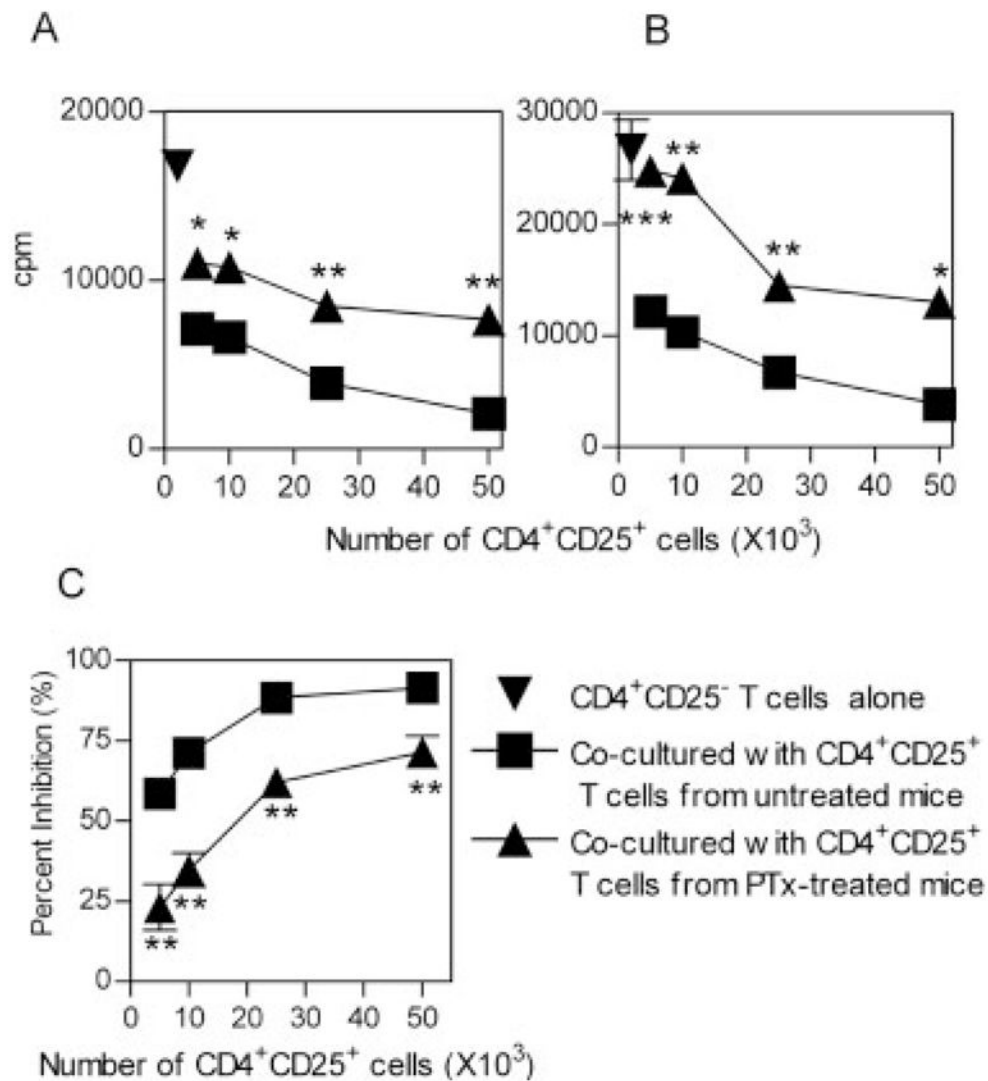 A
B
20000
10000
0
cpm
* * ** **
0 10 20 30 40 50
30000
20000
10000
0
** *** ** *
0 10 20 30 40 50
Number of CD4⁺CD25⁺ cells (X10³)
C
100
75
50
25
0
Percent Inhibition (%)
** ** ** **
0 10 20 30 40 50
Number of CD4⁺CD25⁺ cells (X10³)
CD4⁺CD25⁻ T cells alone
Co-cultured with CD4⁺CD25⁺
T cells from untreated mice
Co-cultured with CD4⁺CD25⁺
T cells from PTx-treated mice